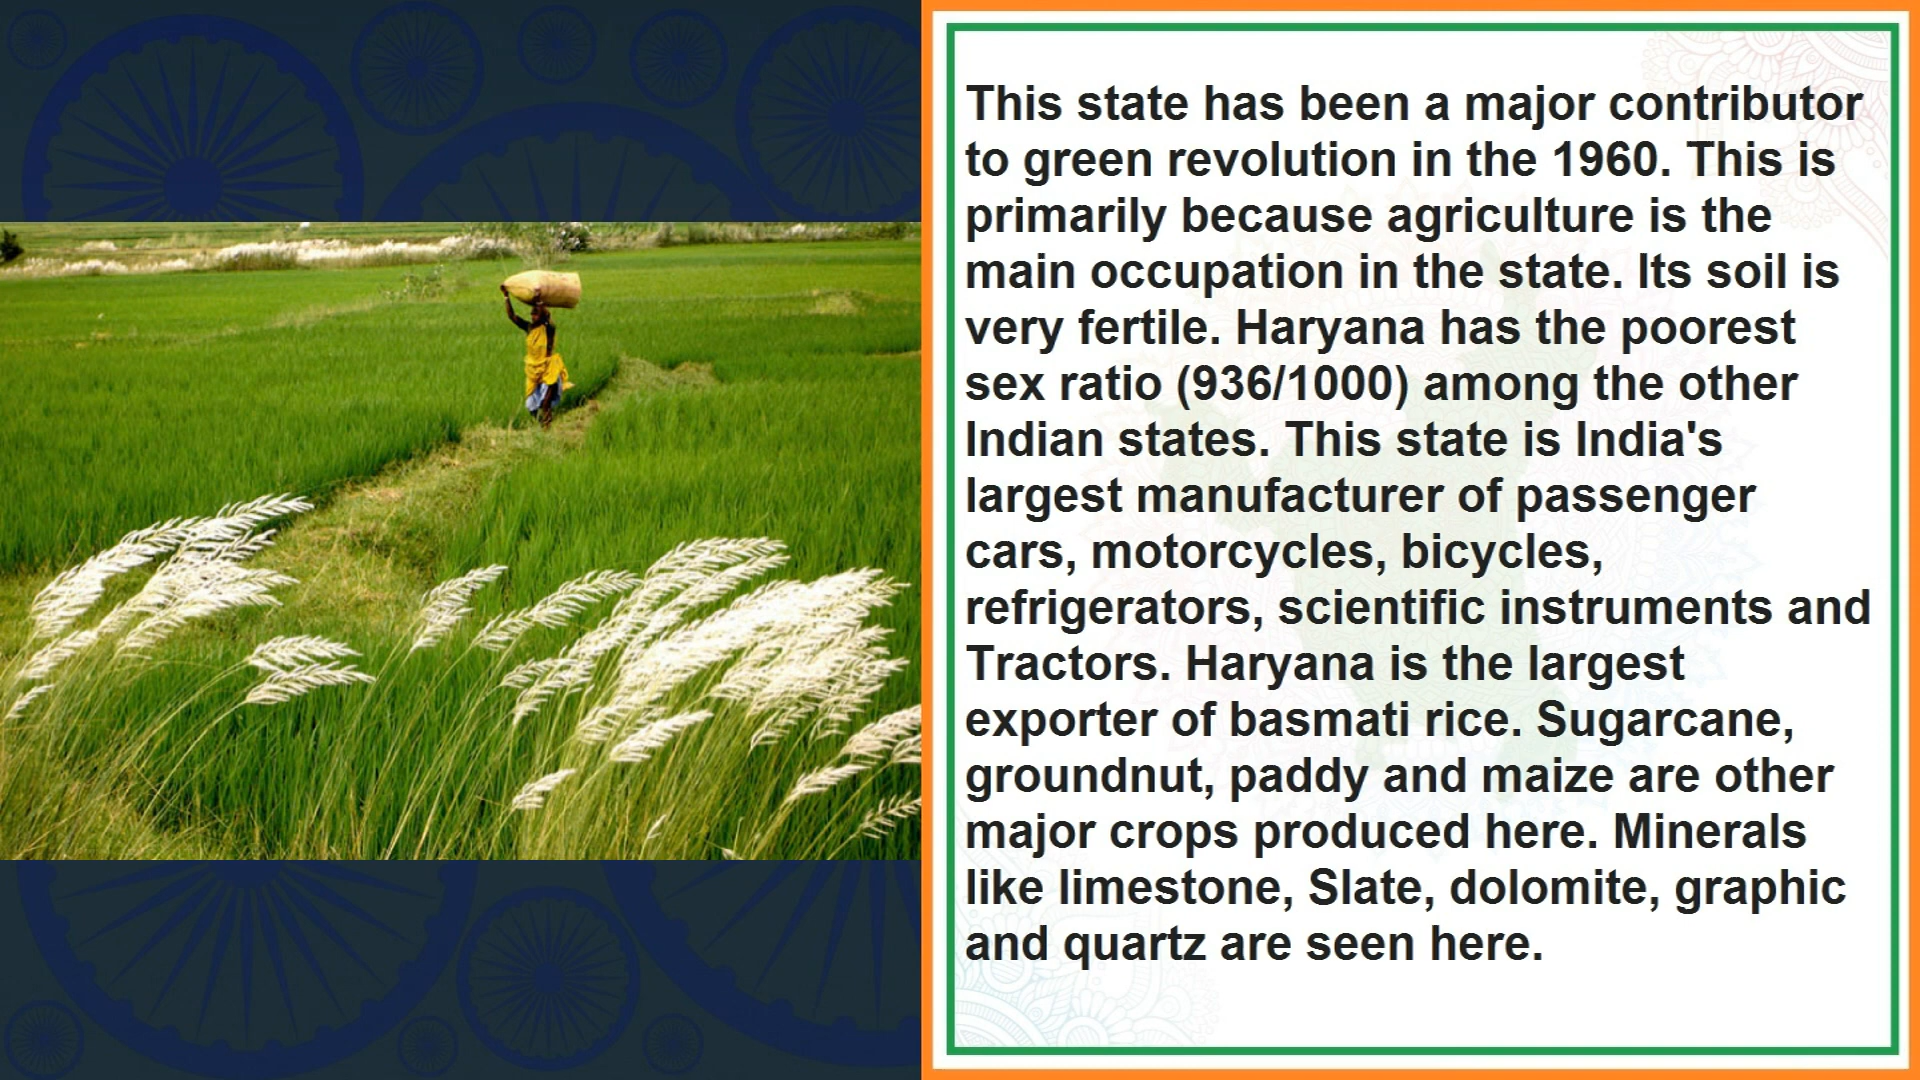 This state has been a major contributor
to green revolution in the 1960. This is
primarily because agriculture is the
main occupation in the state. Its soil is
very fertile. Haryana has the poorest
sex ratio (936/1000) among the other
Indian states. This state is India's
largest manufacturer of passenger
cars, motorcycles, bicycles,
refrigerators, scientific instruments and
Tractors. Haryana is the largest
exporter of basmati rice. Sugarcane,
groundnut, paddy and maize are other
major crops produced here. Minerals
like limestone, Slate, dolomite, graphic
and quartz are seen here.